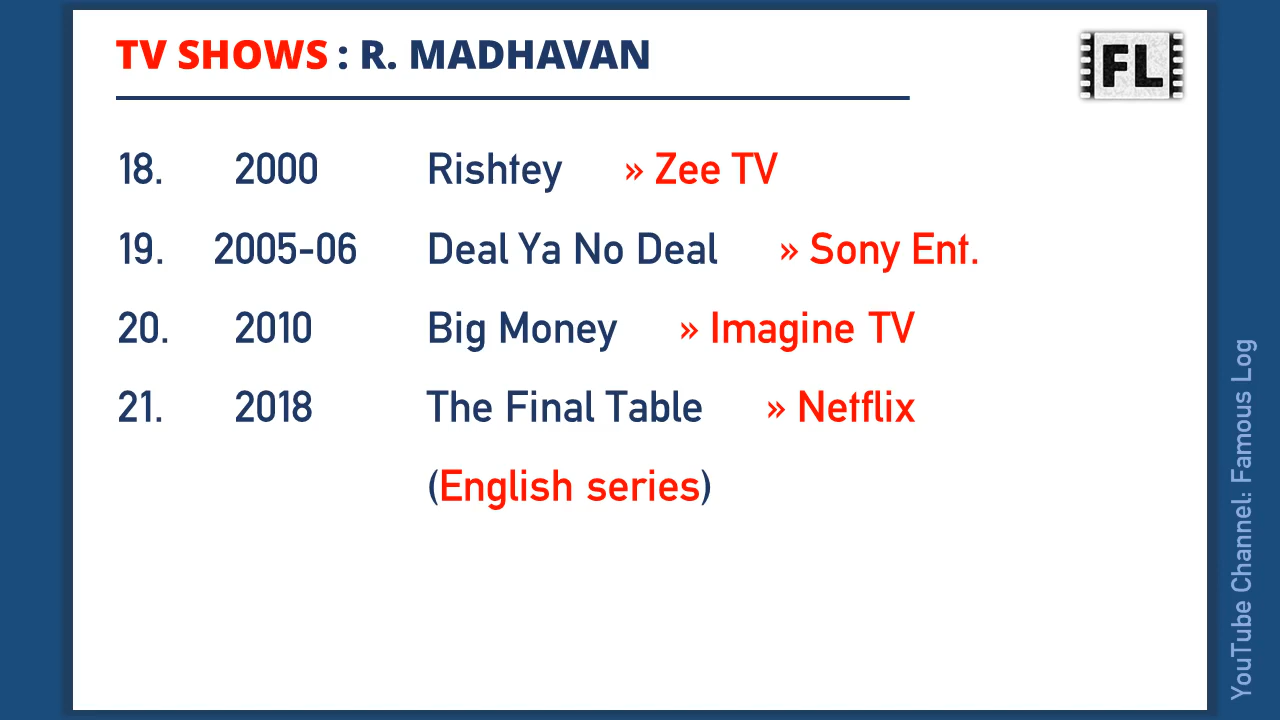 TV SHOWS : R. MADHAVAN
FL
18. 2000 Rishtey » Zee TV
19. 2005-06 Deal Ya No Deal » Sony Ent.
20. 2010 Big Money » Imagine TV
21. 2018 The Final Table » Netflix
(English series)
YouTube Channel: Famous Log